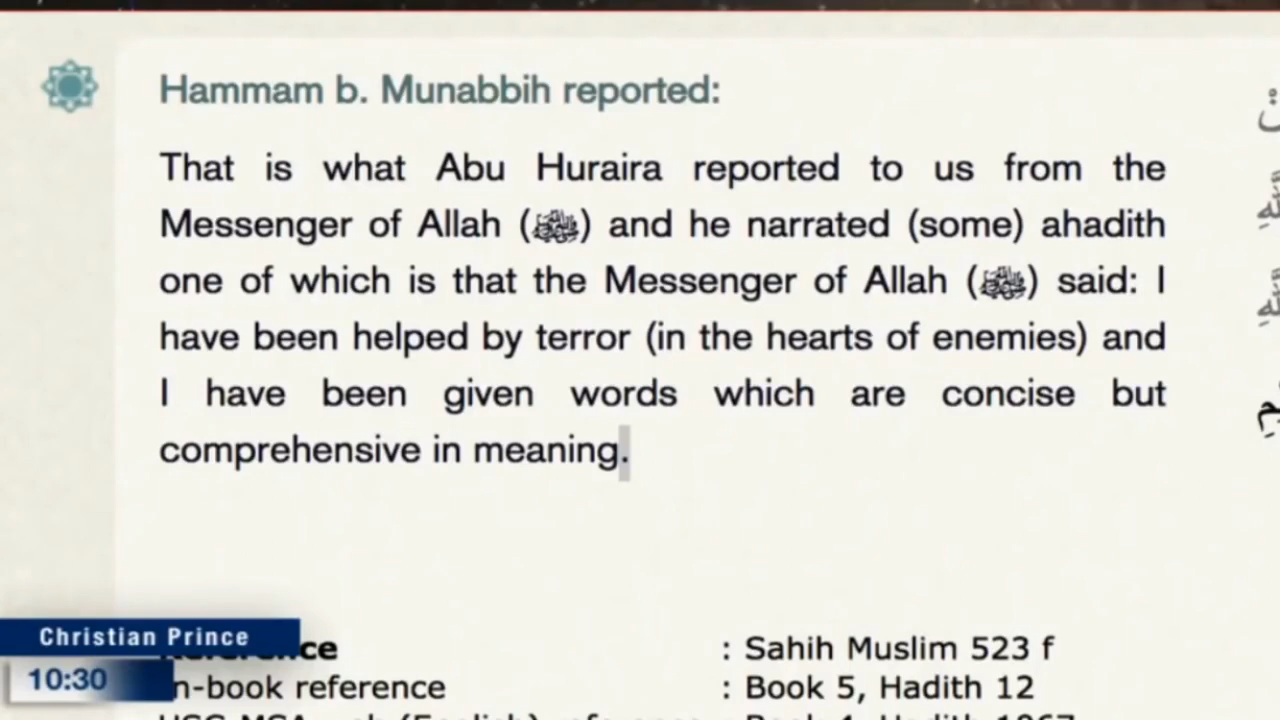 Hammam b. Munabbih reported:
That is what Abu Huraira reported to us from the
Messenger of Allah (ﷺ) and he narrated (some) ahadith
one of which is that the Messenger of Allah (ﷺ) said: I
have been helped by terror (in the hearts of enemies) and
I have been given words which are concise but
comprehensive in meaning.
Christian Prince
: Sahih Muslim 523 f
10:30
n-book reference : Book 5, Hadith 12